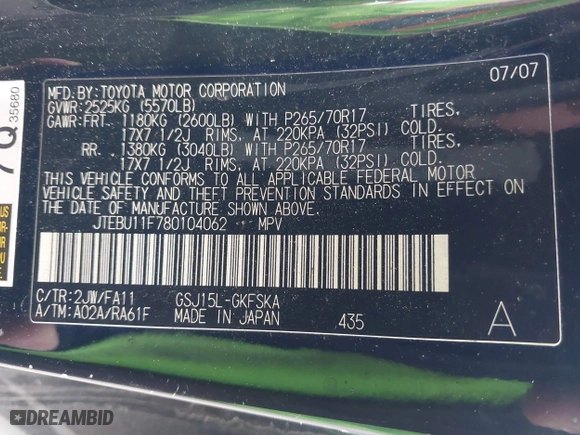 07/07
MFD. BY: TOYOTA MOTOR CORPORATION
GVWR: 2525KG (5570LB)
GAWR: FRT. 1180KG (2600LB) WITH P265/70R17 TIRES,
17X7 1/2J RIMS, AT 220KPA (32PSI) COLD.
RR. 1380KG (3040LB) WITH P265/70R17 TIRES,
17X7 1/2J RIMS, AT 220KPA (32PSI) COLD.
THIS VEHICLE CONFORMS TO ALL APPLICABLE FEDERAL MOTOR
VEHICLE SAFETY AND THEFT PREVENTION STANDARDS IN EFFECT ON
THE DATE OF MANUFACTURE SHOWN ABOVE.
JTEBU11F780104062 MPV
C/TR: 2JW/FA11 GSJ15L-GKFSKA
A/TM: A02A/RA61F MADE IN JAPAN 435
A
Q 35680
DREAMBID